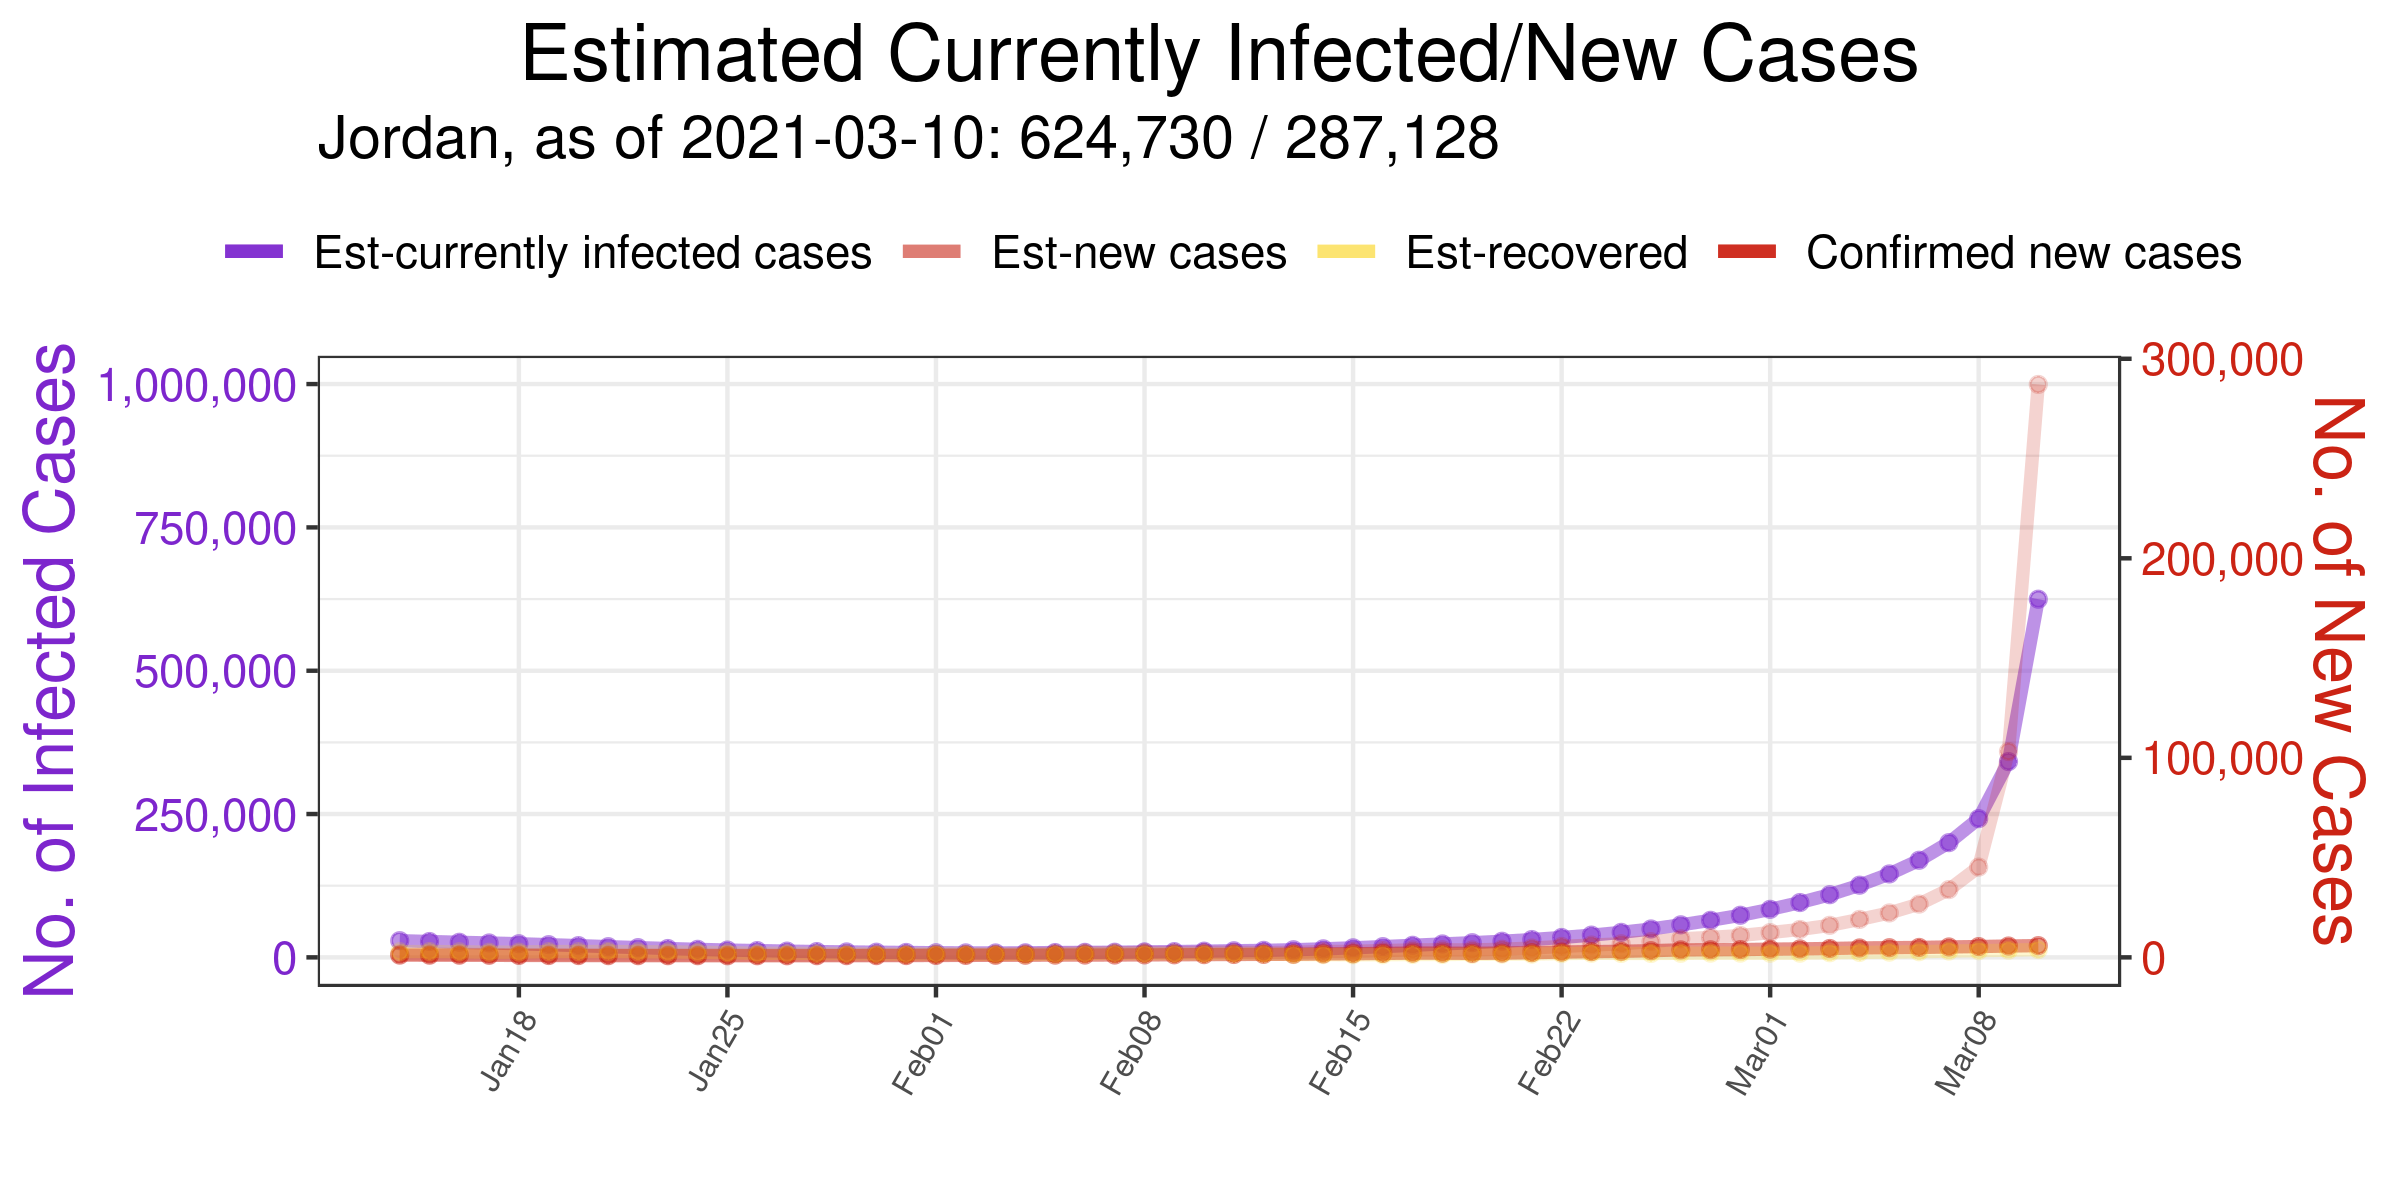 Estimated Currently Infected/New Cases
Jordan, as of 2021-03-10: 624,730 / 287,128
Est-currently infected cases Est-new cases Est-recovered Confirmed new cases
No. of Infected Cases
1,000,000
750,000
500,000
250,000
0
300,000
200,000
100,000
0
No. of New Cases
Jan18 Jan25 Feb01 Feb08 Feb15 Feb22 Mar01 Mar08